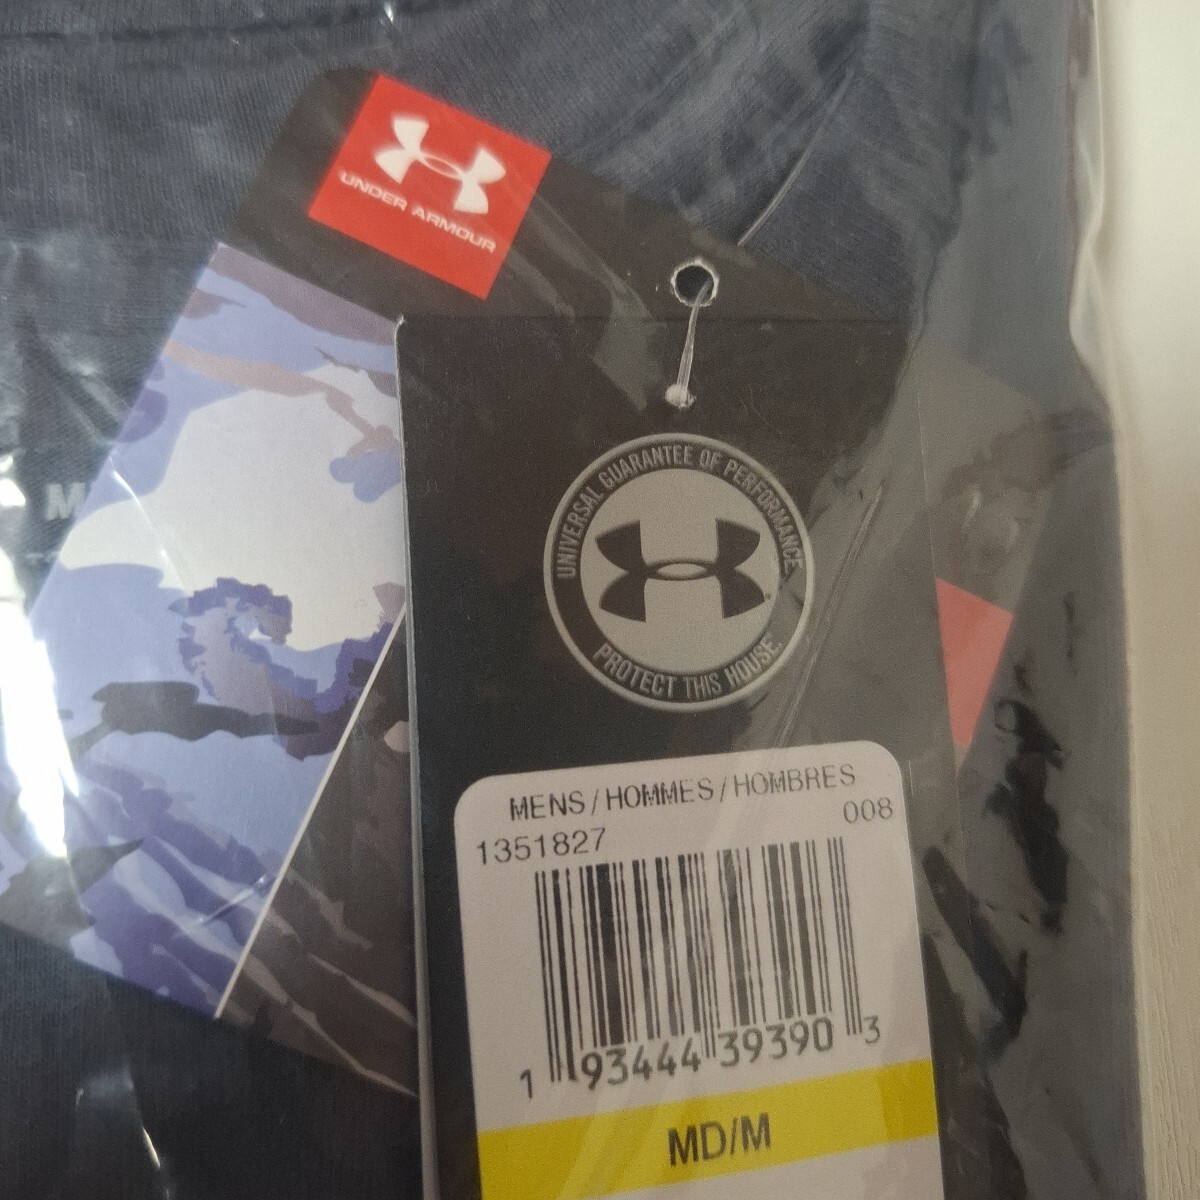 UNDER ARMOUR
M
UNIVERSAL GUARANTEE OF PERFORMANCE
PROTECT THIS HOUSE.
MENS/HOMMES/HOMBRES
1351827 008
1 93444 39390 3
MD/M